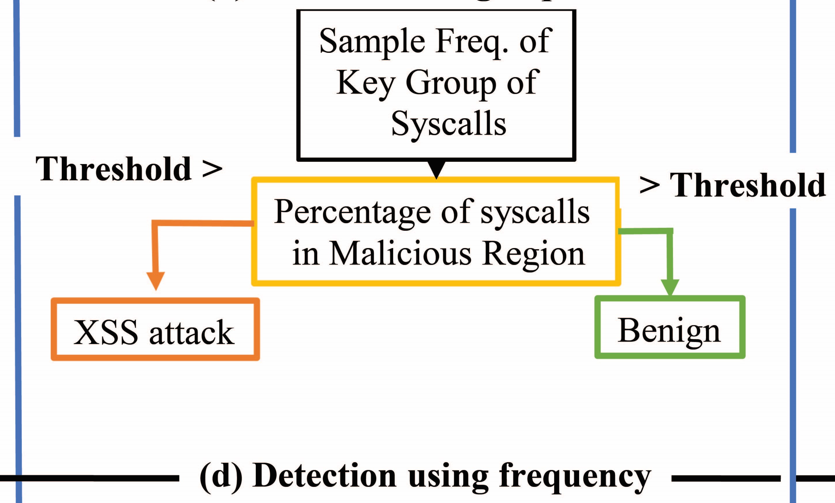 Sample Freq. of
Key Group of
Syscalls
Threshold >
> Threshold
Percentage of syscalls
in Malicious Region
XSS attack
Benign
(d) Detection using frequency